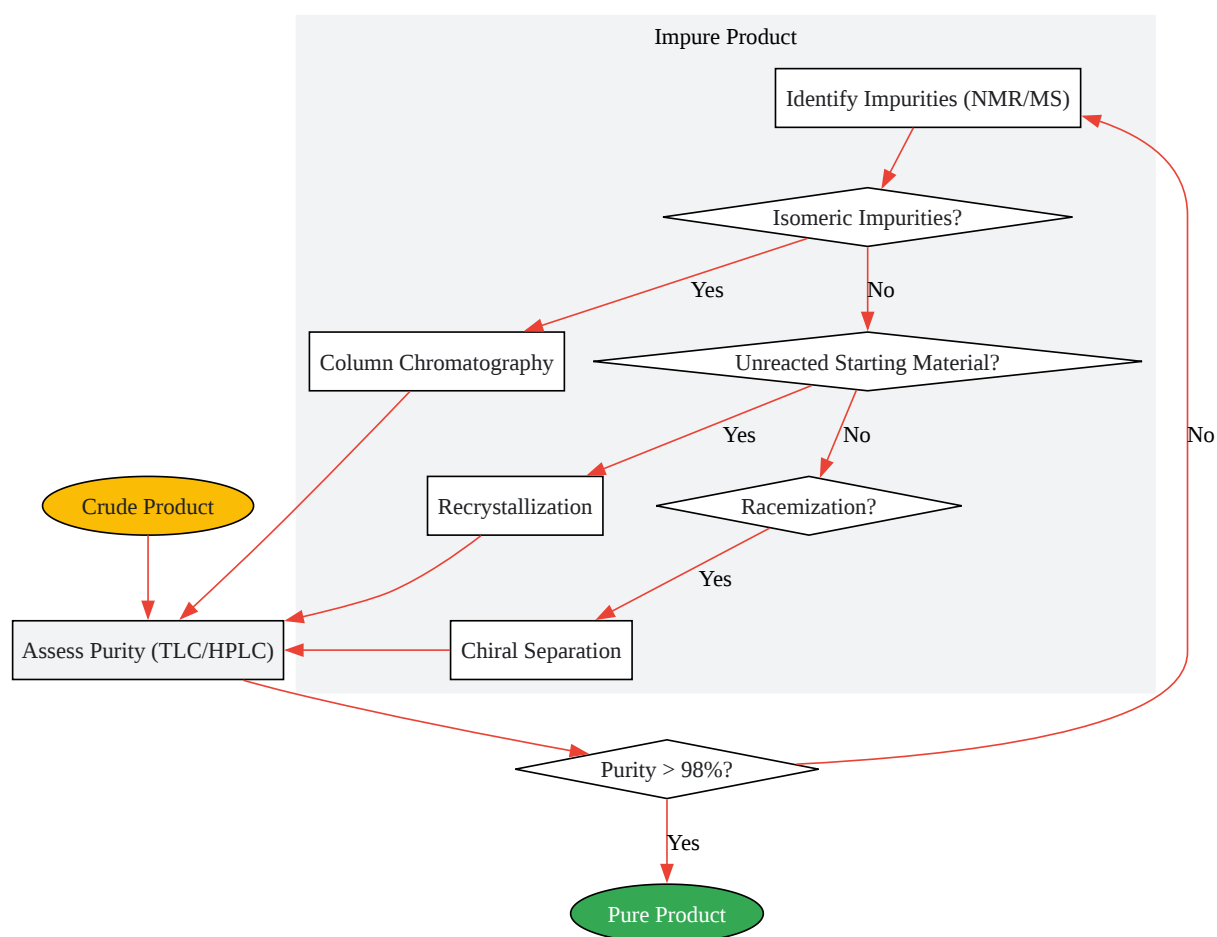 Impure Product
Identify Impurities (NMR/MS)
Isomeric Impurities?
Yes
No
Column Chromatography
Unreacted Starting Material?
Yes
No
No
Crude Product
Recrystallization
Racemization?
Yes
Assess Purity (TLC/HPLC)
Chiral Separation
Purity > 98%?
Yes
Pure Product